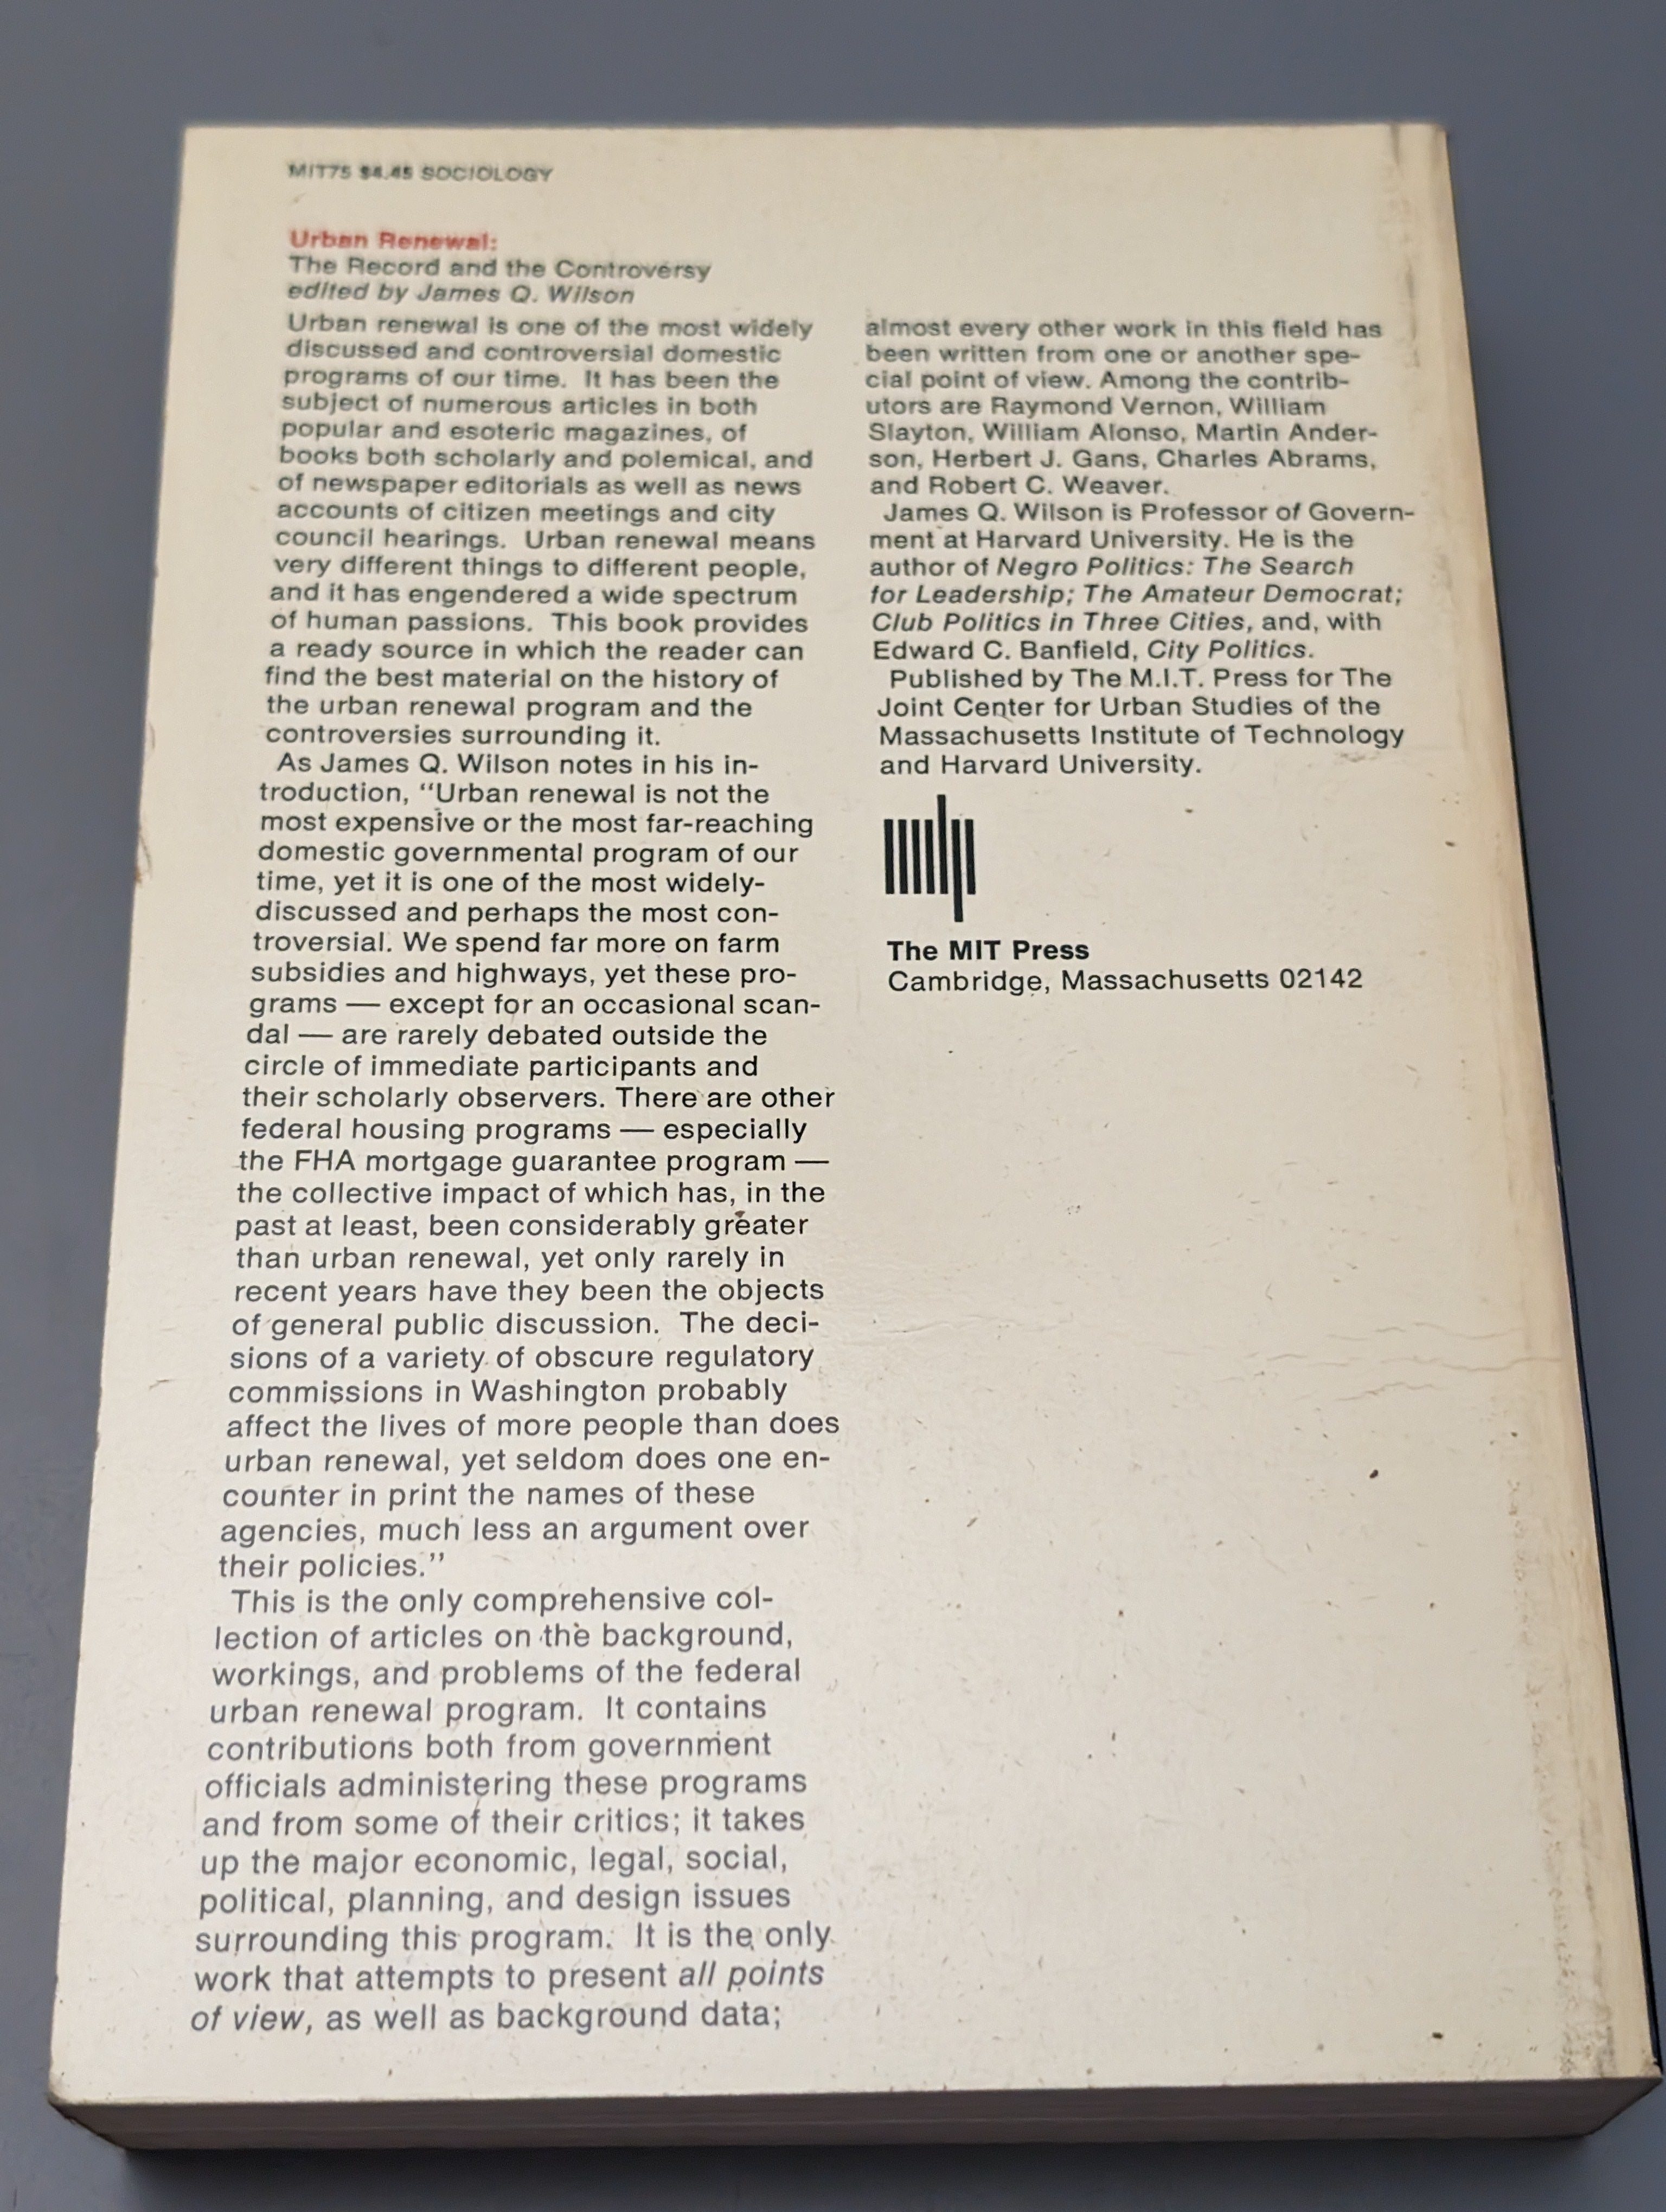 MIT75 $4.45 SOCIOLOGY
Urban Renewal:
The Record and the Controversy
edited by James Q. Wilson
Urban renewal is one of the most widely
discussed and controversial domestic
programs of our time. It has been the
subject of numerous articles in both
popular and esoteric magazines, of
books both scholarly and polemical, and
of newspaper editorials as well as news
accounts of citizen meetings and city
council hearings. Urban renewal means
very different things to different people,
and it has engendered a wide spectrum
of human passions. This book provides
a ready source in which the reader can
find the best material on the history of
the urban renewal program and the
controversies surrounding it.
As James Q. Wilson notes in his in-
troduction, “Urban renewal is not the
most expensive or the most far-reaching
domestic governmental program of our
time, yet it is one of the most widely-
discussed and perhaps the most con-
troversial. We spend far more on farm
subsidies and highways, yet these pro-
grams — except for an occasional scan-
dal — are rarely debated outside the
circle of immediate participants and
their scholarly observers. There are other
federal housing programs — especially
the FHA mortgage guarantee program —
the collective impact of which has, in the
past at least, been considerably greater
than urban renewal, yet only rarely in
recent years have they been the objects
of general public discussion. The deci-
sions of a variety of obscure regulatory
commissions in Washington probably
affect the lives of more people than does
urban renewal, yet seldom does one en-
counter in print the names of these
agencies, much less an argument over
their policies.”
This is the only comprehensive col-
lection of articles on the background,
workings, and problems of the federal
urban renewal program. It contains
contributions both from government
officials administering these programs
and from some of their critics; it takes
up the major economic, legal, social,
political, planning, and design issues
surrounding this program. It is the only
work that attempts to present all points
of view, as well as background data;
almost every other work in this field has
been written from one or another spe-
cial point of view. Among the contrib-
utors are Raymond Vernon, William
Slayton, William Alonso, Martin Ander-
son, Herbert J. Gans, Charles Abrams,
and Robert C. Weaver.
James Q. Wilson is Professor of Govern-
ment at Harvard University. He is the
author of Negro Politics: The Search
for Leadership; The Amateur Democrat;
Club Politics in Three Cities, and, with
Edward C. Banfield, City Politics.
Published by The M.I.T. Press for The
Joint Center for Urban Studies of the
Massachusetts Institute of Technology
and Harvard University.
The MIT Press
Cambridge, Massachusetts 02142